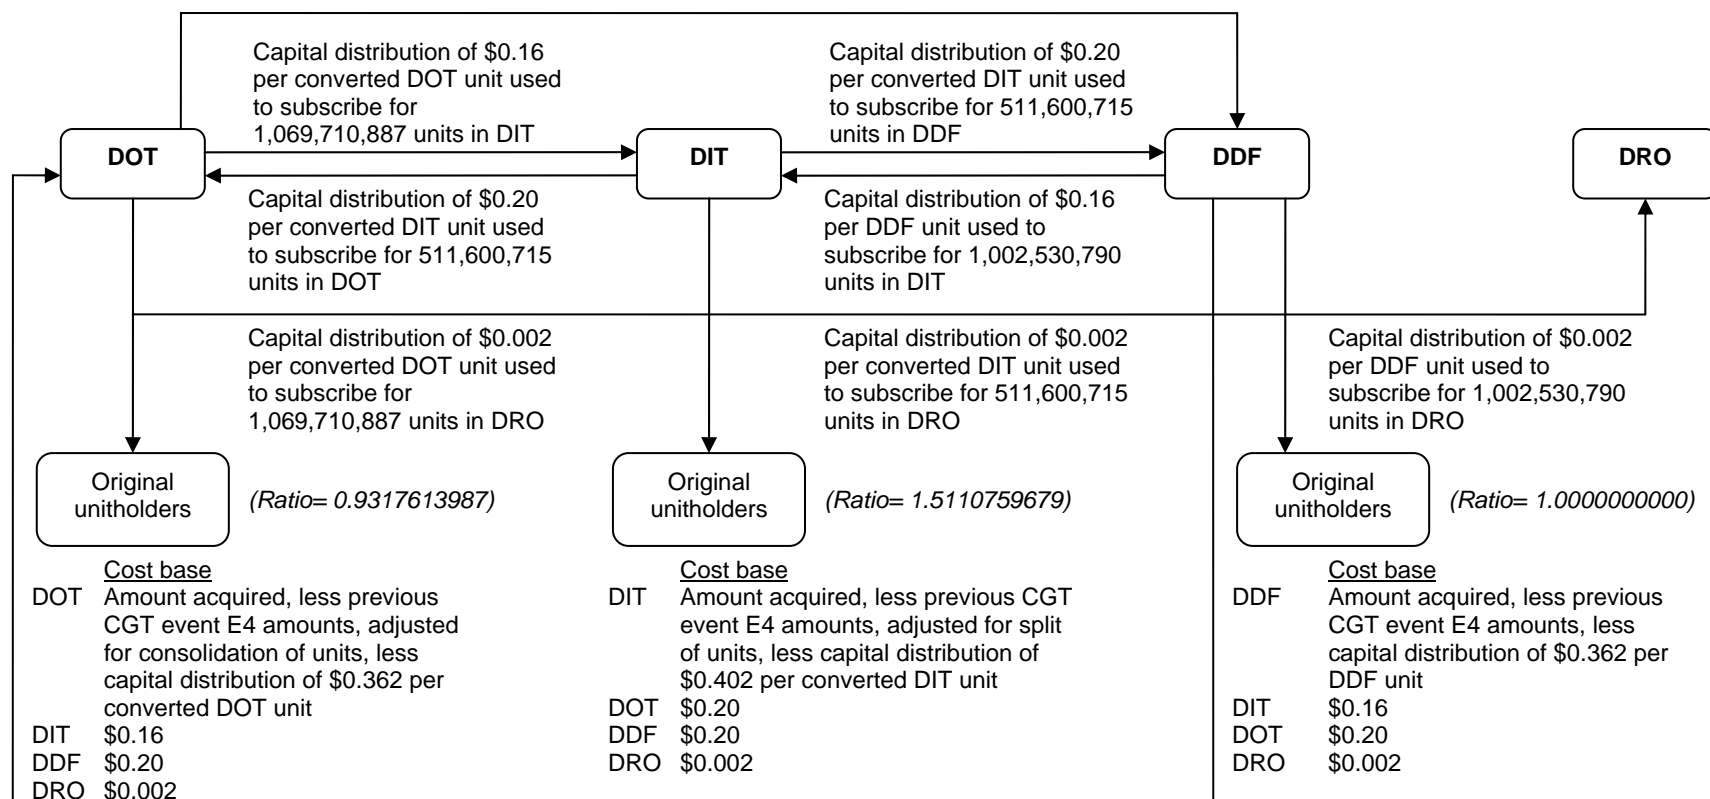 Capital distribution of $0.16
per converted DOT unit used
to subscribe for
1,069,710,887 units in DIT
Capital distribution of $0.20
per converted DIT unit used
to subscribe for 511,600,715
units in DDF
DOT
DIT
DDF
DRO
Capital distribution of $0.20
per converted DIT unit used
to subscribe for 511,600,715
units in DOT
Capital distribution of $0.16
per DDF unit used to
subscribe for 1,002,530,790
units in DIT
Capital distribution of $0.002
per converted DOT unit used
to subscribe for
1,069,710,887 units in DRO
Capital distribution of $0.002
per converted DIT unit used
to subscribe for 511,600,715
units in DRO
Capital distribution of $0.002
per DDF unit used to
subscribe for 1,002,530,790
units in DRO
Original
unitholders
(Ratio= 0.9317613987)
Original
unitholders
(Ratio= 1.5110759679)
Original
unitholders
(Ratio= 1.0000000000)
Cost base
DOT Amount acquired, less previous
CGT event E4 amounts, adjusted
for consolidation of units, less
capital distribution of $0.362 per
converted DOT unit
DIT $0.16
DDF $0.20
DRO $0.002
Cost base
DIT Amount acquired, less previous CGT
event E4 amounts, adjusted for split
of units, less capital distribution of
$0.402 per converted DIT unit
DOT $0.20
DDF $0.20
DRO $0.002
Cost base
DDF Amount acquired, less previous
CGT event E4 amounts, less
capital distribution of $0.362 per
DDF unit
DIT $0.16
DOT $0.20
DRO $0.002